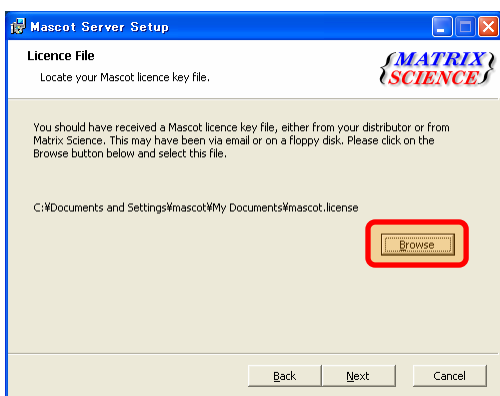 Mascot Server Setup
Licence File
Locate your Mascot licence key file.
MATRIX
SCIENCE
You should have received a Mascot licence key file, either from your distributor or from
Matrix Science. This may have been via email or on a floppy disk. Please click on the
Browse button below and select this file.
C:¥Documents and Settings¥mascot¥My Documents¥mascot.license
Browse
Back
Next
Cancel